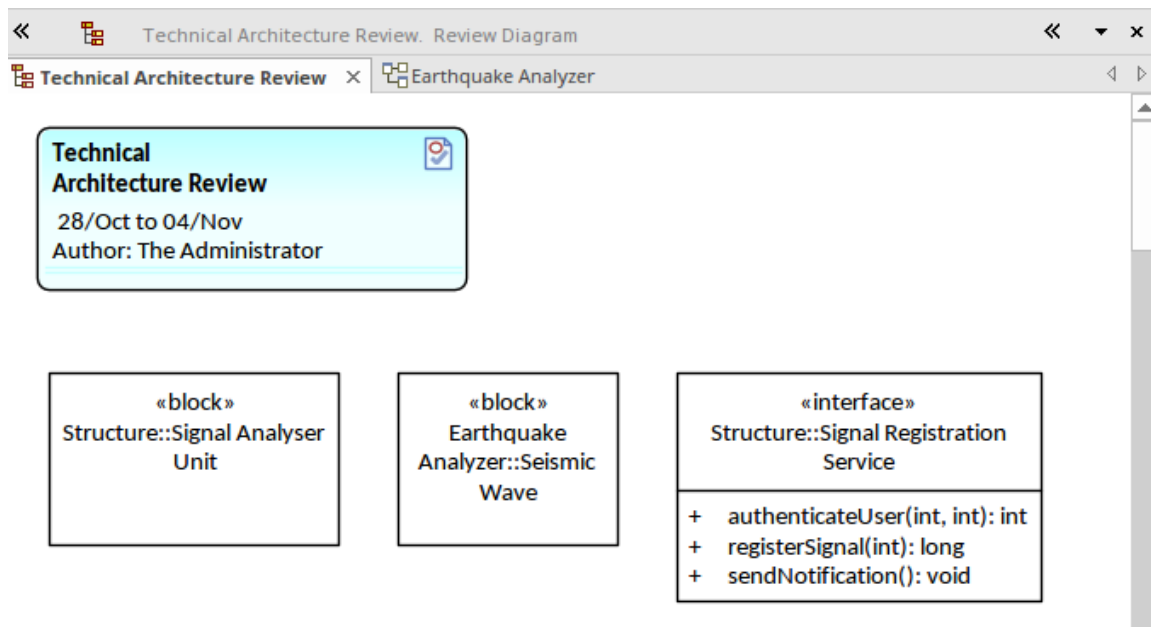 Technical Architecture Review.  Review Diagram
Technical Architecture Review
Earthquake Analyzer
Technical
Architecture Review
28/Oct to 04/Nov
Author: The Administrator
«block»
Structure::Signal Analyser
Unit
«block»
Earthquake
Analyzer::Seismic
Wave
«interface»
Structure::Signal Registration
Service
+ authenticateUser(int, int): int
+ registerSignal(int): long
+ sendNotification(): void